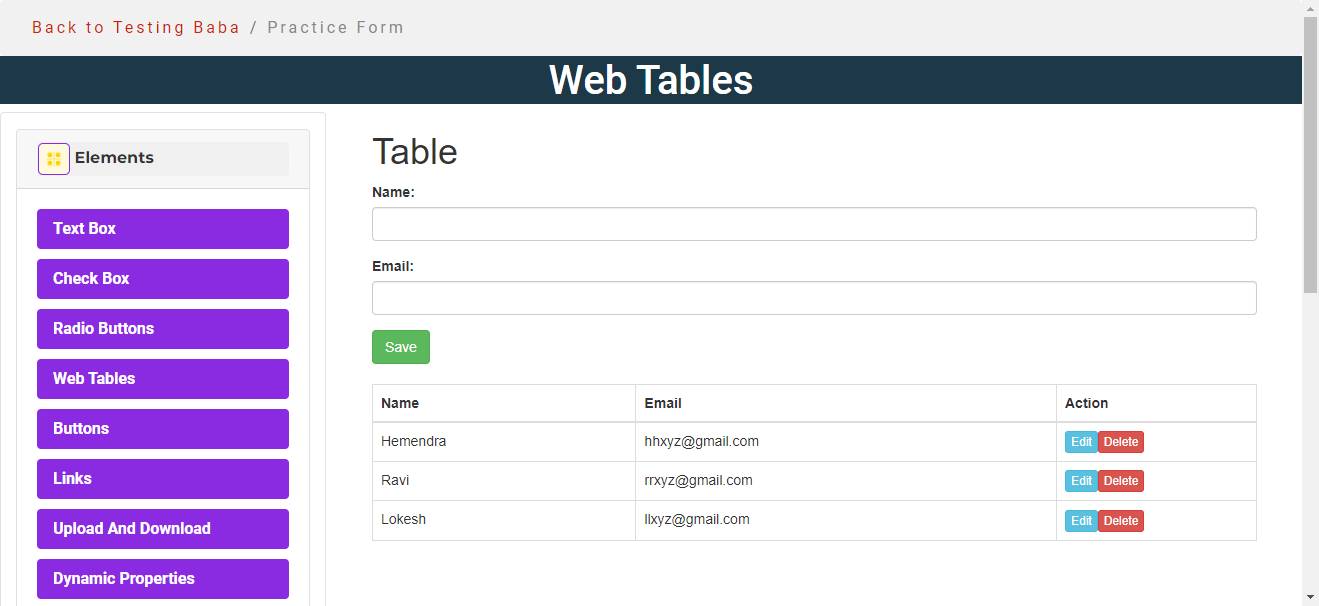 Back to Testing Baba / Practice Form
Web Tables
Elements
Text Box
Check Box
Radio Buttons
Web Tables
Buttons
Links
Upload And Download
Dynamic Properties
Table
Name:
Email:
Save
Name Email Action
Hemendra hhxyz@gmail.com Edit Delete
Ravi rrxyz@gmail.com Edit Delete
Lokesh llxyz@gmail.com Edit Delete